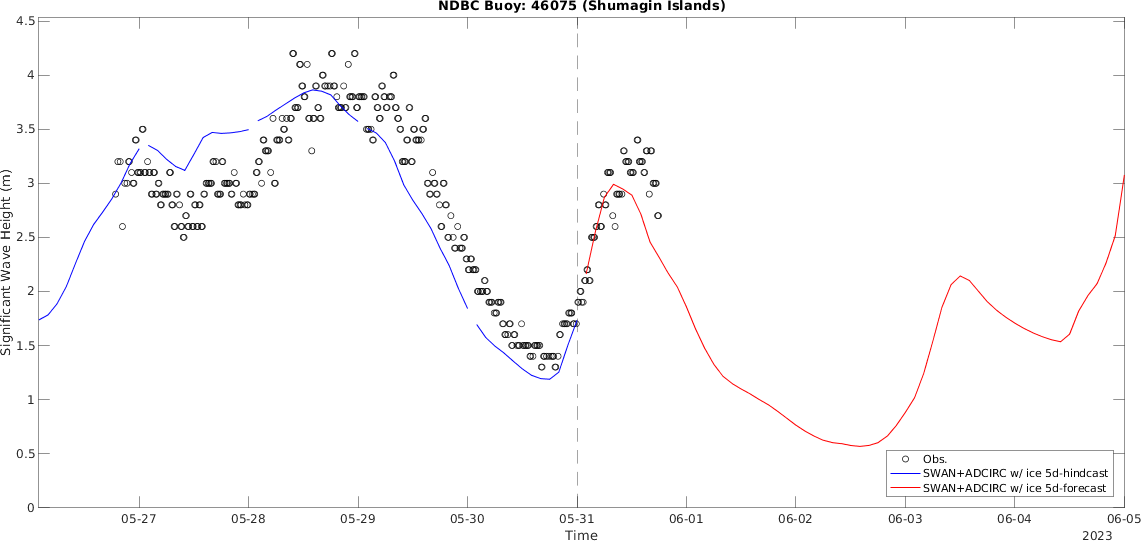 NDBC Buoy: 46075 (Shumagin Islands)
4.5
4
3.5
3
2.5
2
1.5
1
0.5
0
Significant Wave Height (m)
Obs.
SWAN+ADCIRC w/ ice 5d-hindcast
SWAN+ADCIRC w/ ice 5d-forecast
05-27 05-28 05-29 05-30 05-31 06-01 06-02 06-03 06-04 06-05
Time
2023